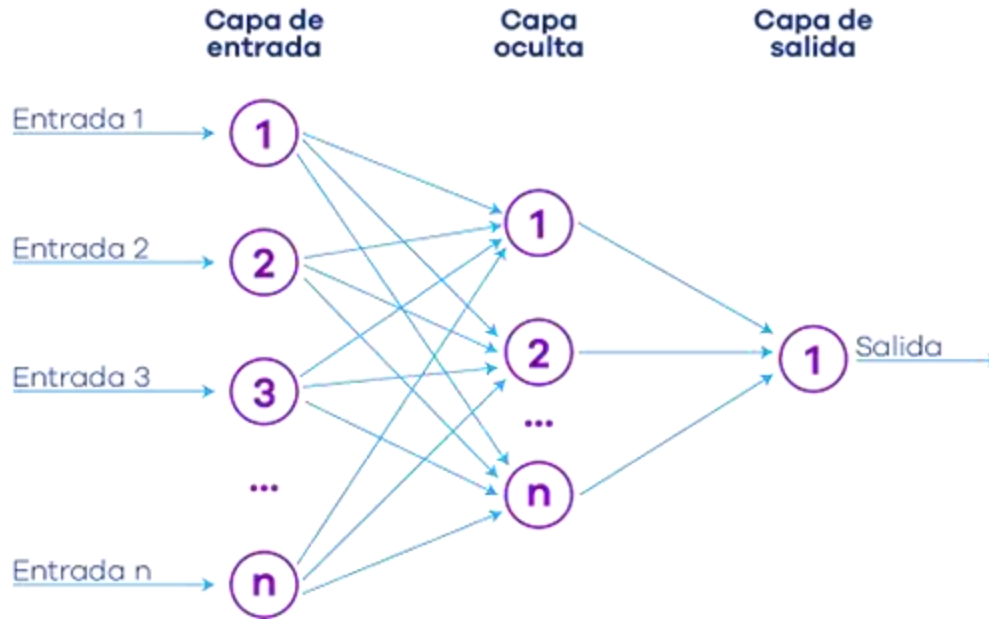 Capa de
entrada
Capa
oculta
Capa de
salida
Entrada 1
1
Entrada 2
2
Entrada 3
3
...
Entrada n
n
1
2
...
n
1
Salida